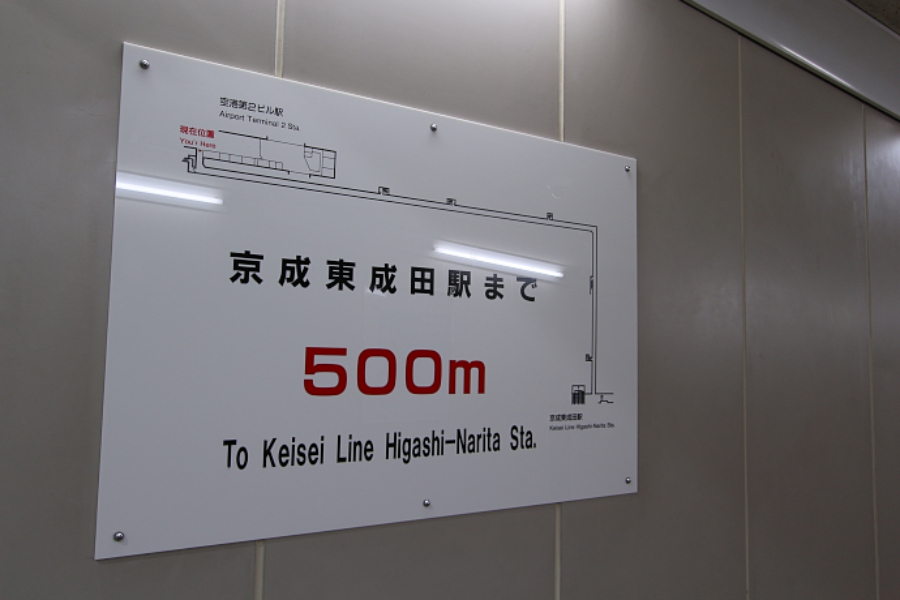 空港第2ビル駅
Airport Terminal 2 Sta.
現在位置
You'r Here
京成東成田駅まで
500m
To Keisei Line Higashi-Narita Sta.
京成東成田駅
Keisei Line Higashi-Narita Sta.